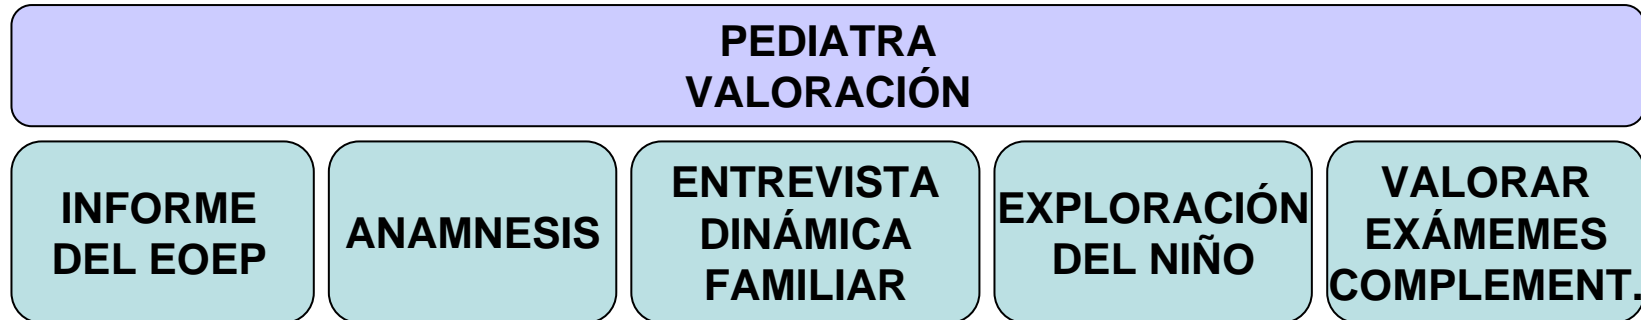 PEDIATRA
VALORACIÓN
INFORME
DEL EOEP
ANAMNESIS
ENTREVISTA
DINÁMICA
FAMILIAR
EXPLORACIÓN
DEL NIÑO
VALORAR
EXÁMEMES
COMPLEMENT.